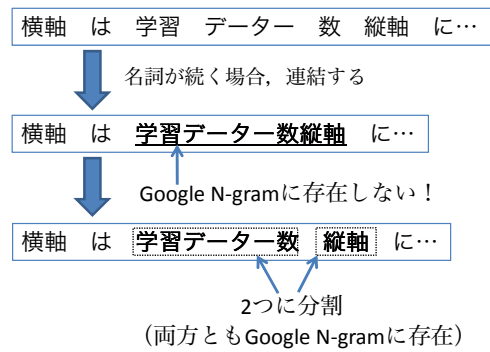 横軸 は 学習 データー 数 縦軸 に…
名詞が続く場合，連結する
横軸 は 学習データー数縦軸 に…
Google N-gramに存在しない！
横軸 は 学習データー数 縦軸 に…
2つに分割
（両方ともGoogle N-gramに存在）